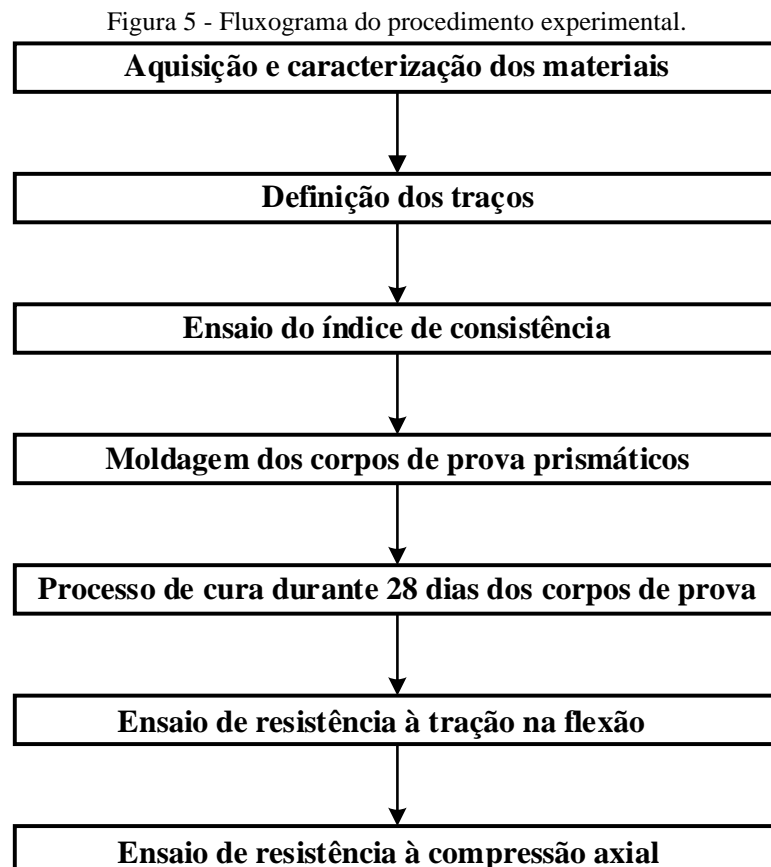 Figura 5 - Fluxograma do procedimento experimental.
Aquisição e caracterização dos materiais
Definição dos traços
Ensaio do índice de consistência
Moldagem dos corpos de prova prismáticos
Processo de cura durante 28 dias dos corpos de prova
Ensaio de resistência à tração na flexão
Ensaio de resistência à compressão axial